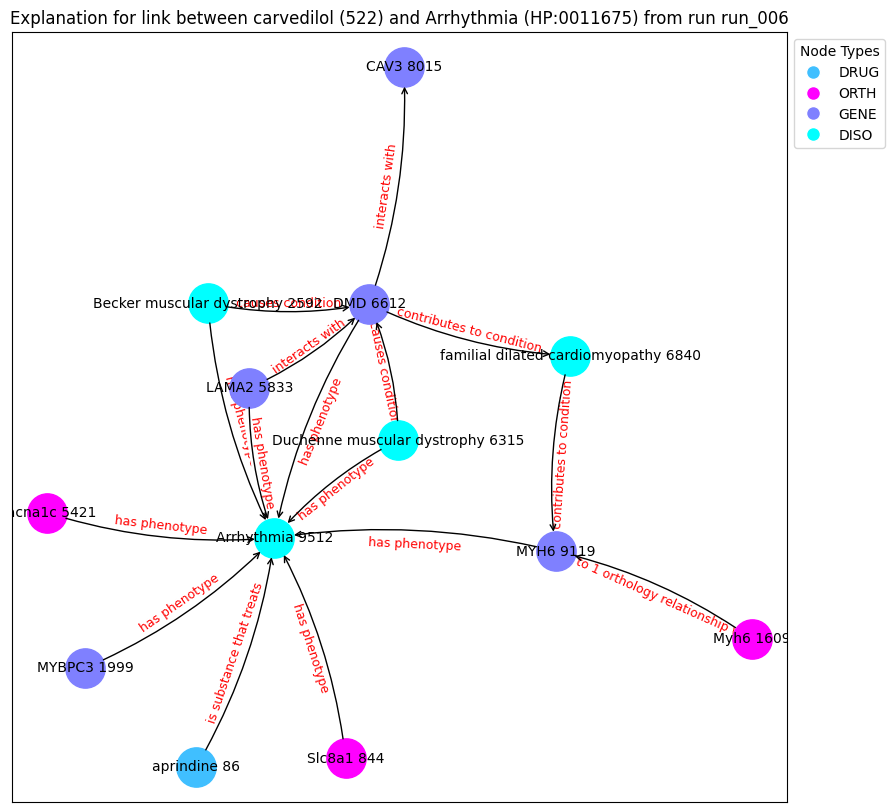 Explanation for link between carvedilol (522) and Arrhythmia (HP:0011675) from run run_006
Node Types
DRUG
ORTH
GENE
DISO
CAV3 8015
interacts with
Becker muscular dystrophy 2592
causes condition
DMD 6612
contributes to condition
familial dilated cardiomyopathy 6840
interacts with
causes condition
LAMA2 5833
has phenotype
has phenotype
has phenotype
contributes to condition
Duchenne muscular dystrophy 6315
has phenotype
acna1c 5421
has phenotype
Arrhythmia 9512
has phenotype
MYH6 9119
to 1 orthology relationship
Myh6 1609
has phenotype
MYBPC3 1999
is substance that treats
has phenotype
aprindine 86
Slc8a1 844